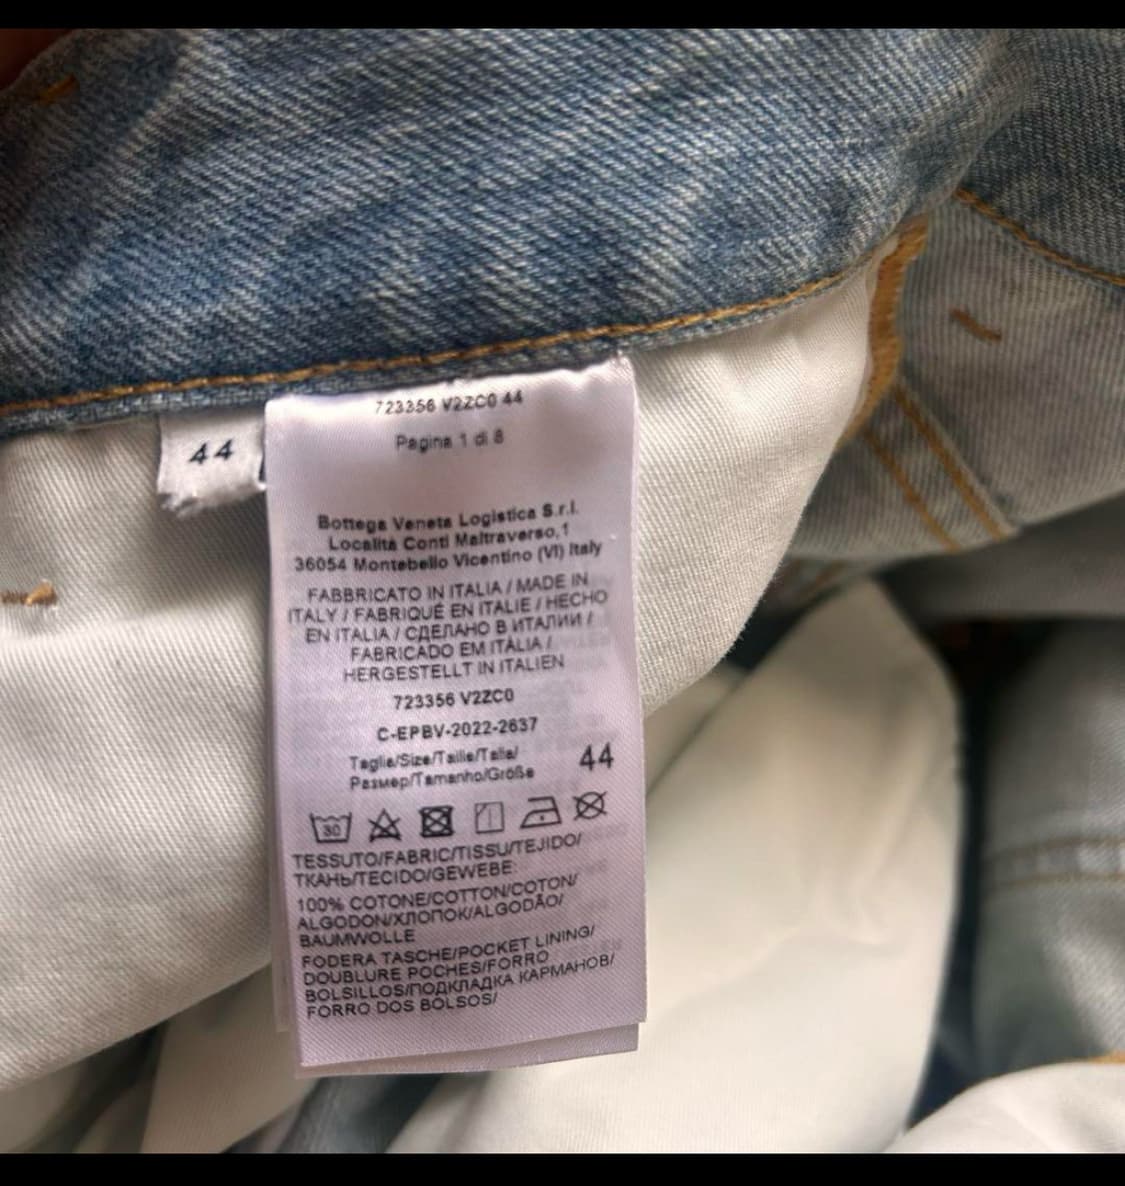 44
723356 V2ZC0 44
Pagina 1 di 8
Bottega Veneta Logistica S.r.l.
Località Conti Maltraverso,1
36054 Montebello Vicentino (VI) Italy
FABBRICATO IN ITALIA / MADE IN
ITALY / FABRIQUÉ EN ITALIE / HECHO
EN ITALIA / СДЕЛАНО В ИТАЛИИ /
FABRICADO EM ITÁLIA /
HERGESTELLT IN ITALIEN
723356 V2ZC0
C-EPBV-2022-2637
Taglia/Size/Taille/Talla/
Размер/Tamanho/Größe
44
30
TESSUTO/FABRIC/TISSU/TEJIDO/
ТКАНЬ/TECIDO/GEWEBE:
100% COTONE/COTTON/COTON/
ALGODON/ХЛОПОК/ALGODÃO/
BAUMWOLLE
FODERA TASCHE/POCKET LINING/
DOUBLURE POCHES/FORRO
BOLSILLOS/ПОДКЛАДКА КАРМАНОВ/
FORRO DOS BOLSOS/